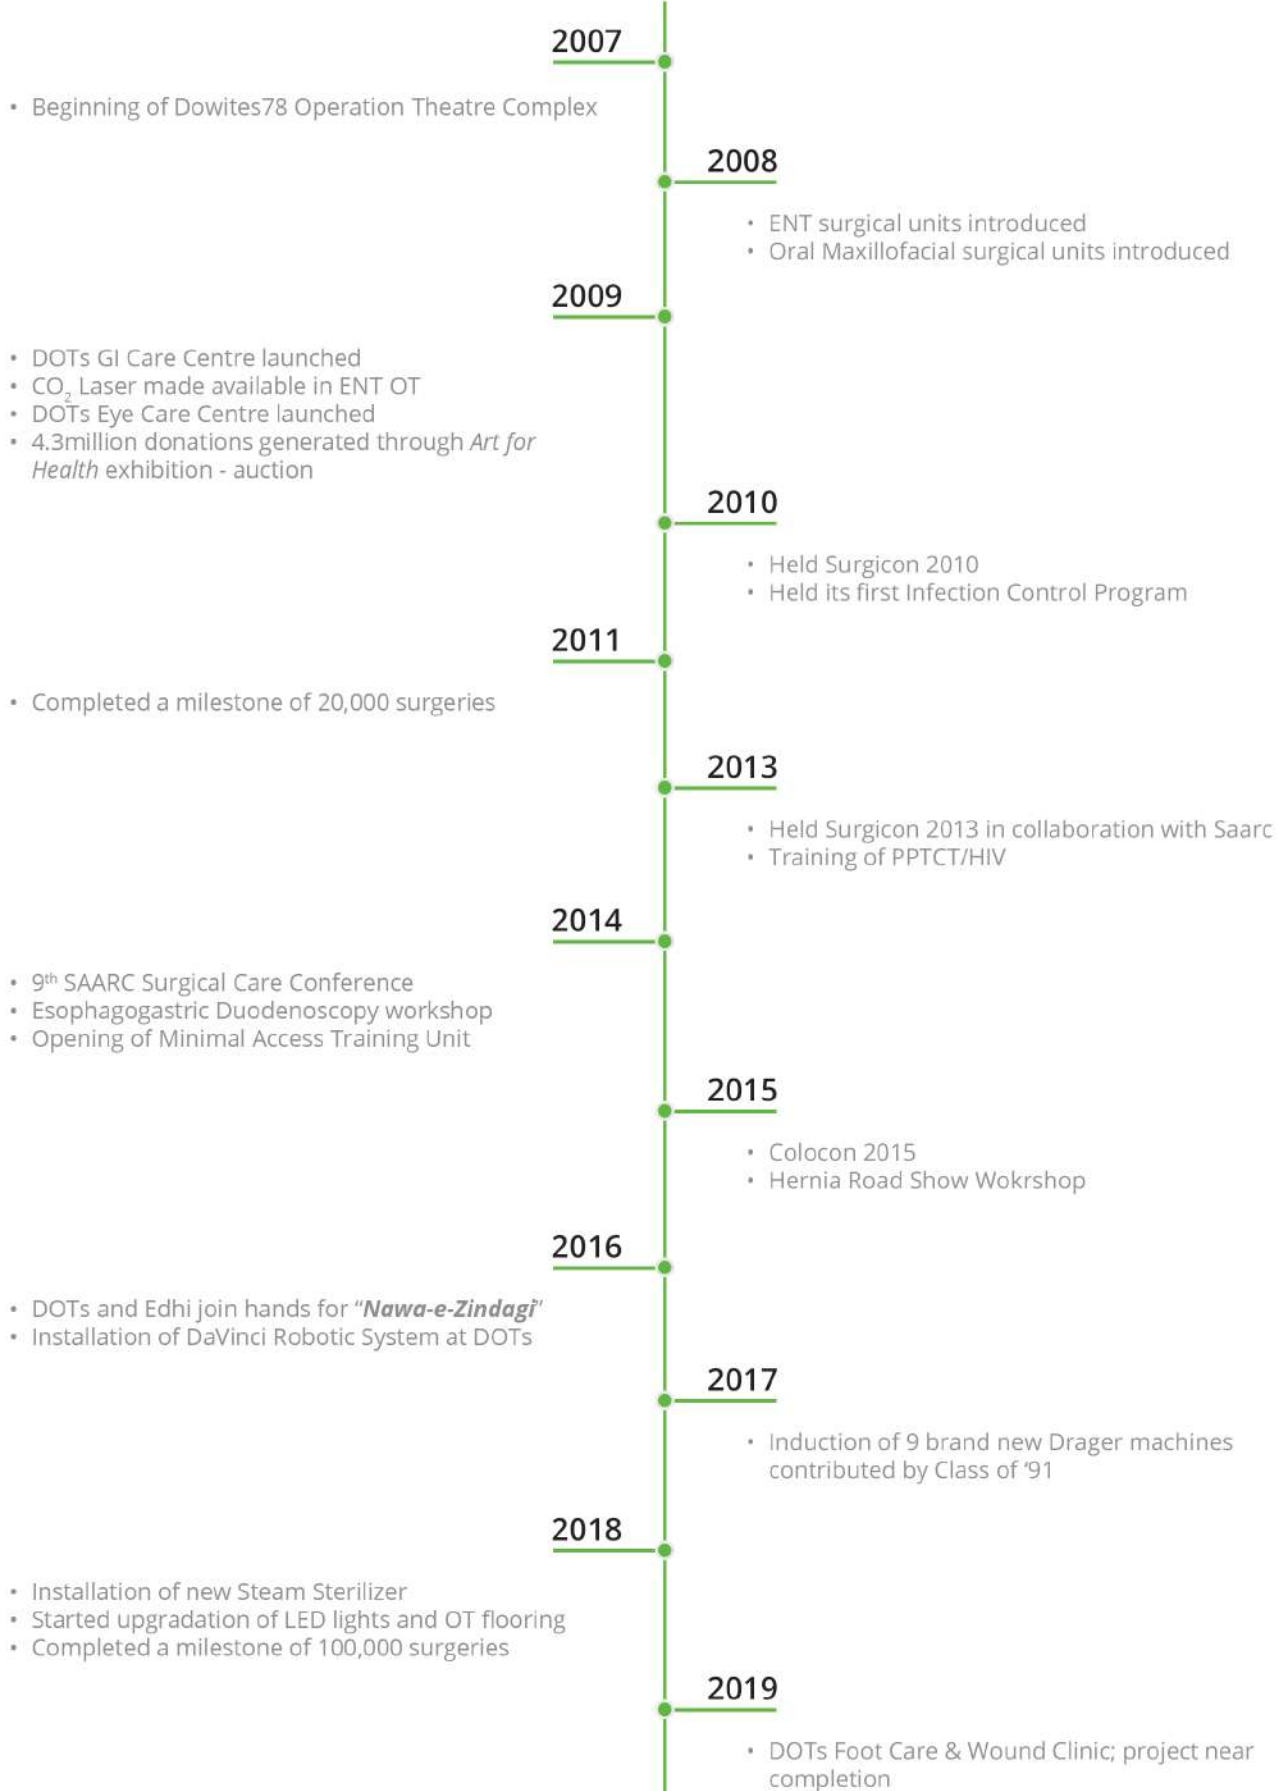 2007
• Beginning of Dowites78 Operation Theatre Complex
2008
• ENT surgical units introduced
• Oral Maxillofacial surgical units introduced
2009
• DOTs GI Care Centre launched
• CO₂ Laser made available in ENT OT
• DOTs Eye Care Centre launched
• 4.3million donations generated through Art for
Health exhibition - auction
2010
• Held Surgicon 2010
• Held its first Infection Control Program
2011
• Completed a milestone of 20,000 surgeries
2013
• Held Surgicon 2013 in collaboration with Saarc
• Training of PPTCT/HIV
2014
• 9th SAARC Surgical Care Conference
• Esophagogastric Duodenoscopy workshop
• Opening of Minimal Access Training Unit
2015
• Colocon 2015
• Hernia Road Show Wokrshop
2016
• DOTs and Edhi join hands for “Nawa-e-Zindagi”
• Installation of DaVinci Robotic System at DOTs
2017
• Induction of 9 brand new Drager machines
contributed by Class of ‘91
2018
• Installation of new Steam Sterilizer
• Started upgradation of LED lights and OT flooring
• Completed a milestone of 100,000 surgeries
2019
• DOTs Foot Care & Wound Clinic; project near
completion